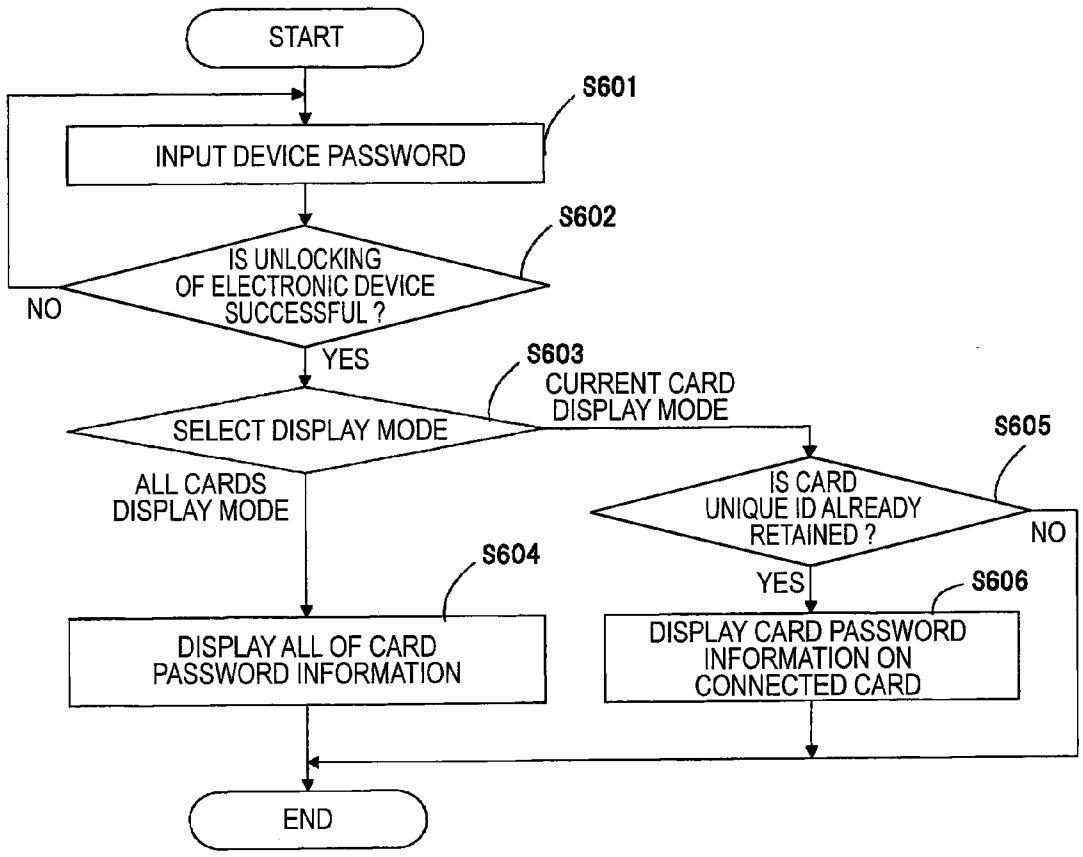 START
S601
INPUT DEVICE PASSWORD
S602
IS UNLOCKING
OF ELECTRONIC DEVICE
SUCCESSFUL ?
NO
YES
S603
SELECT DISPLAY MODE
CURRENT CARD
DISPLAY MODE
ALL CARDS
DISPLAY MODE
S605
IS CARD
UNIQUE ID ALREADY
RETAINED ?
NO
YES
S604
DISPLAY ALL OF CARD
PASSWORD INFORMATION
S606
DISPLAY CARD PASSWORD
INFORMATION ON
CONNECTED CARD
END